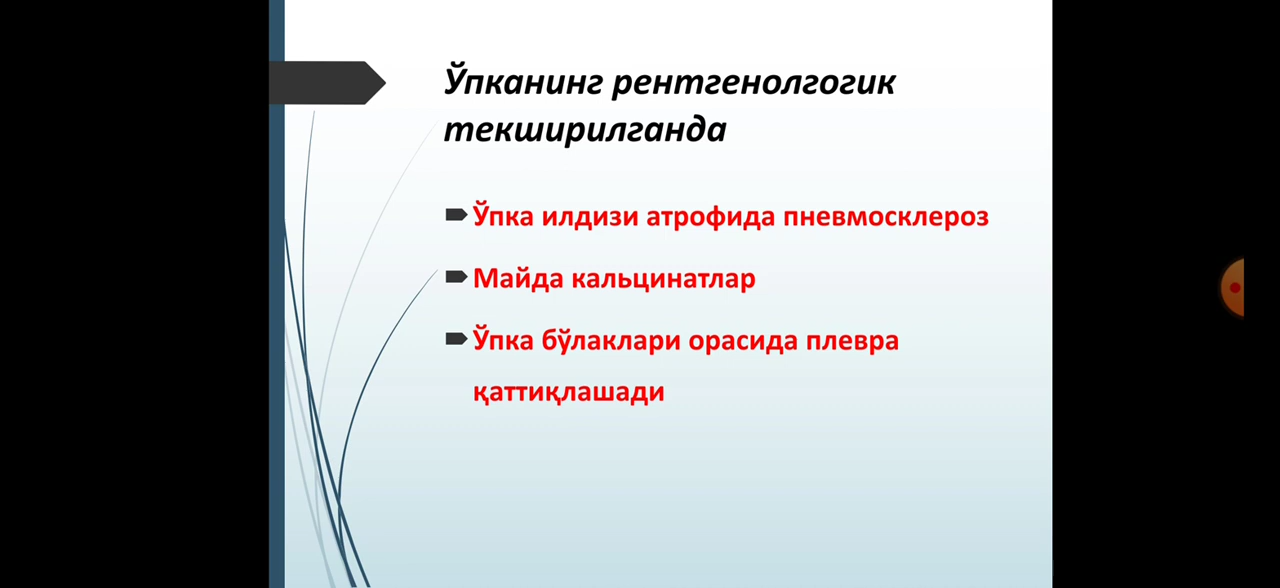 Ўпканинг рентгенолгогик
текширилганда
Ўпка илдизи атрофида пневмосклероз
Майда кальцинатлар
Ўпка бўлаклари орасида плевра
қаттиқлашади